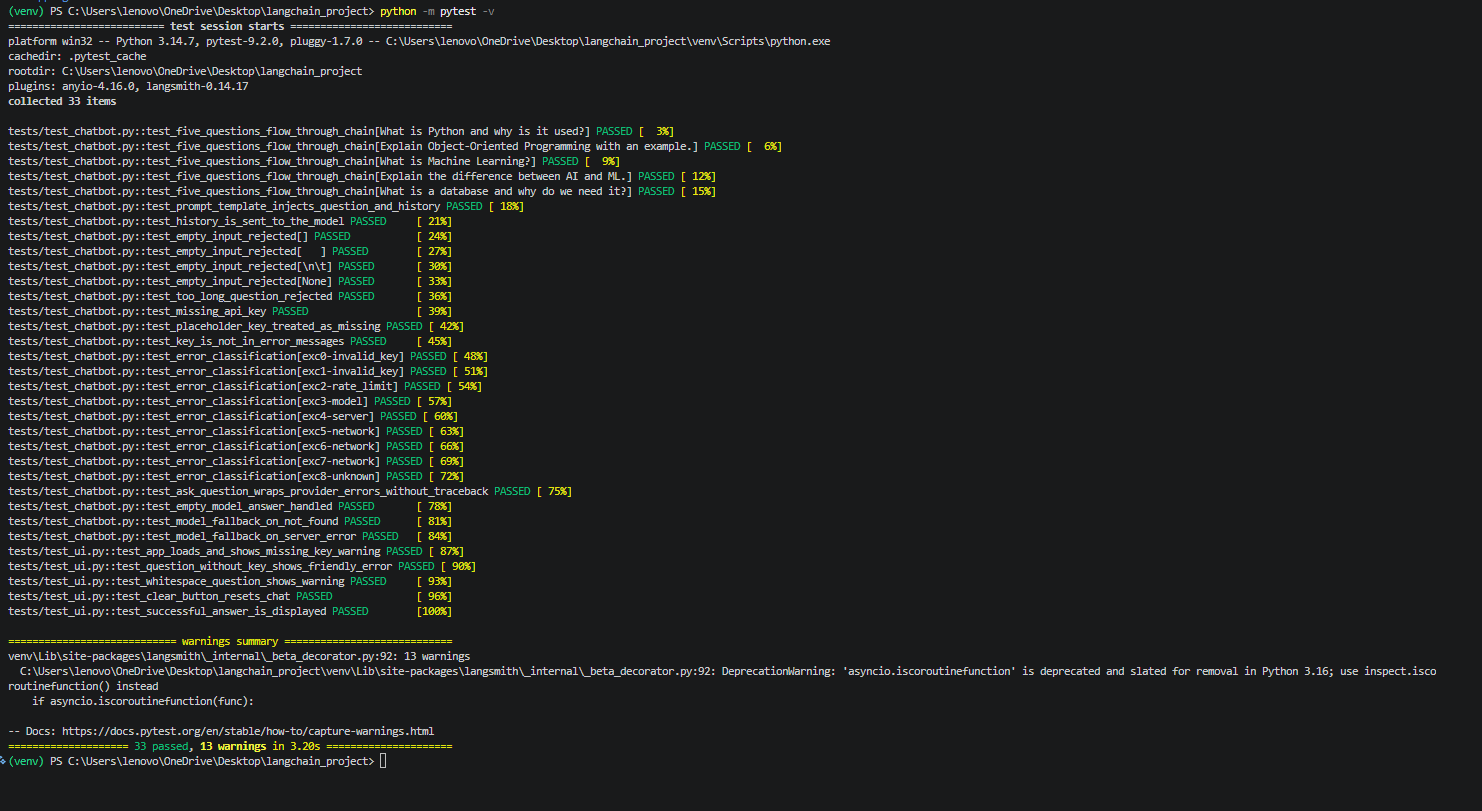 (venv) PS C:\Users\lenovo\OneDrive\Desktop\langchain_project> python -m pytest -v
========================== test session starts ===========================
platform win32 -- Python 3.14.7, pytest-9.2.0, pluggy-1.7.0 -- C:\Users\lenovo\OneDrive\Desktop\langchain_project\venv\Scripts\python.exe
cachedir: .pytest_cache
rootdir: C:\Users\lenovo\OneDrive\Desktop\langchain_project
plugins: anyio-4.16.0, langsmith-0.14.17
collected 33 items

tests/test_chatbot.py::test_five_questions_flow_through_chain[What is Python and why is it used?] PASSED [  3%]
tests/test_chatbot.py::test_five_questions_flow_through_chain[Explain Object-Oriented Programming with an example.] PASSED [  6%]
tests/test_chatbot.py::test_five_questions_flow_through_chain[What is Machine Learning?] PASSED [  9%]
tests/test_chatbot.py::test_five_questions_flow_through_chain[Explain the difference between AI and ML.] PASSED [ 12%]
tests/test_chatbot.py::test_five_questions_flow_through_chain[What is a database and why do we need it?] PASSED [ 15%]
tests/test_chatbot.py::test_prompt_template_injects_question_and_history PASSED [ 18%]
tests/test_chatbot.py::test_history_is_sent_to_the_model PASSED     [ 21%]
tests/test_chatbot.py::test_empty_input_rejected[] PASSED           [ 24%]
tests/test_chatbot.py::test_empty_input_rejected[   ] PASSED        [ 27%]
tests/test_chatbot.py::test_empty_input_rejected[\n\t] PASSED       [ 30%]
tests/test_chatbot.py::test_empty_input_rejected[None] PASSED       [ 33%]
tests/test_chatbot.py::test_too_long_question_rejected PASSED       [ 36%]
tests/test_chatbot.py::test_missing_api_key PASSED                  [ 39%]
tests/test_chatbot.py::test_placeholder_key_treated_as_missing PASSED [ 42%]
tests/test_chatbot.py::test_key_is_not_in_error_messages PASSED     [ 45%]
tests/test_chatbot.py::test_error_classification[exc0-invalid_key] PASSED [ 48%]
tests/test_chatbot.py::test_error_classification[exc1-invalid_key] PASSED [ 51%]
tests/test_chatbot.py::test_error_classification[exc2-rate_limit] PASSED [ 54%]
tests/test_chatbot.py::test_error_classification[exc3-model] PASSED [ 57%]
tests/test_chatbot.py::test_error_classification[exc4-server] PASSED [ 60%]
tests/test_chatbot.py::test_error_classification[exc5-network] PASSED [ 63%]
tests/test_chatbot.py::test_error_classification[exc6-network] PASSED [ 66%]
tests/test_chatbot.py::test_error_classification[exc7-network] PASSED [ 69%]
tests/test_chatbot.py::test_error_classification[exc8-unknown] PASSED [ 72%]
tests/test_chatbot.py::test_ask_question_wraps_provider_errors_without_traceback PASSED [ 75%]
tests/test_chatbot.py::test_empty_model_answer_handled PASSED       [ 78%]
tests/test_chatbot.py::test_model_fallback_on_not_found PASSED      [ 81%]
tests/test_chatbot.py::test_model_fallback_on_server_error PASSED   [ 84%]
tests/test_ui.py::test_app_loads_and_shows_missing_key_warning PASSED [ 87%]
tests/test_ui.py::test_question_without_key_shows_friendly_error PASSED [ 90%]
tests/test_ui.py::test_whitespace_question_shows_warning PASSED     [ 93%]
tests/test_ui.py::test_clear_button_resets_chat PASSED              [ 96%]
tests/test_ui.py::test_successful_answer_is_displayed PASSED        [100%]

============================ warnings summary ============================
venv\Lib\site-packages\langsmith\_internal\_beta_decorator.py:92: 13 warnings
  C:\Users\lenovo\OneDrive\Desktop\langchain_project\venv\Lib\site-packages\langsmith\_internal\_beta_decorator.py:92: DeprecationWarning: 'asyncio.iscoroutinefunction' is deprecated and slated for removal in Python 3.16; use inspect.isco
routinefunction() instead
    if asyncio.iscoroutinefunction(func):

-- Docs: https://docs.pytest.org/en/stable/how-to/capture-warnings.html
==================== 33 passed, 13 warnings in 3.20s =====================
(venv) PS C:\Users\lenovo\OneDrive\Desktop\langchain_project>